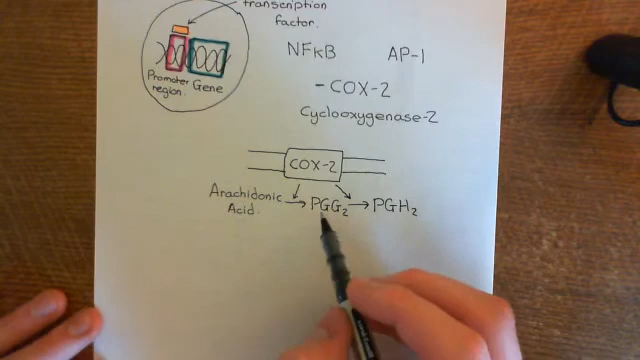 transcription
factor.
NFκB
AP-1
Promoter Gene
region.
- COX-2
Cyclooxygenase-2
COX-2
Arachidonic → PGG₂ → PGH₂
Acid.